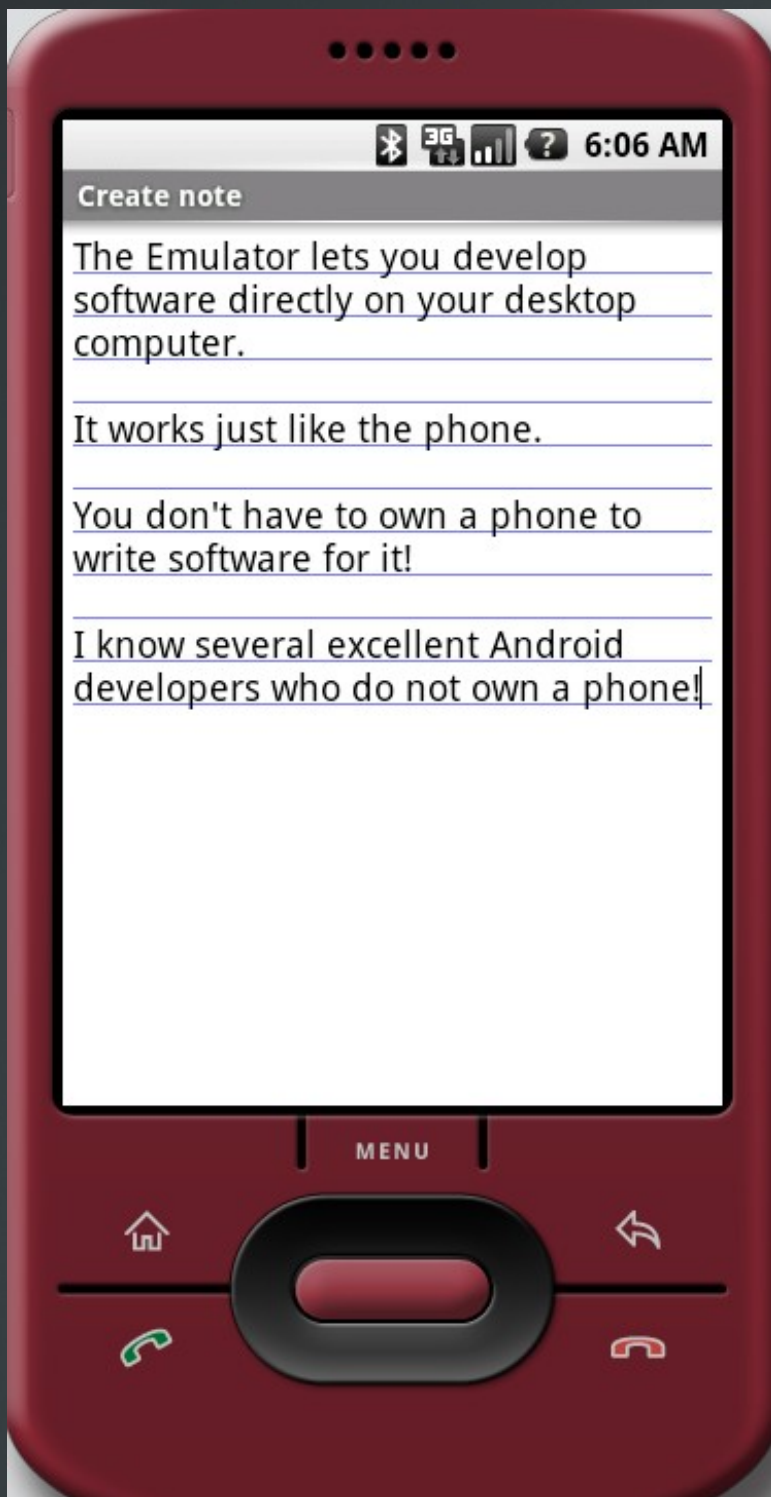 3G ? 6:06 AM
Create note
The Emulator lets you develop
software directly on your desktop
computer.
It works just like the phone.
You don't have to own a phone to
write software for it!
I know several excellent Android
developers who do not own a phone!
MENU